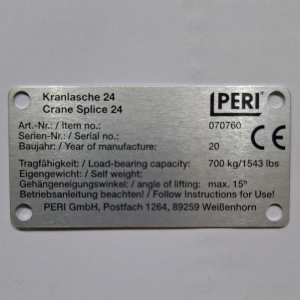 Kranlasche 24
Crane Splice 24
PERI
Art.-Nr.: / Item no.: 070760
Serien-Nr.: / Serial no.:
Baujahr: / Year of manufacture: 20
CE
Tragfähigkeit: / Load-bearing capacity: 700 kg/1543 lbs
Eigengewicht: / Self weight:
Gehängeneigungswinkel: / angle of lifting: max. 15°
Betriebsanleitung beachten! / Follow Instructions for Use!
PERI GmbH, Postfach 1264, 89259 Weißenhorn